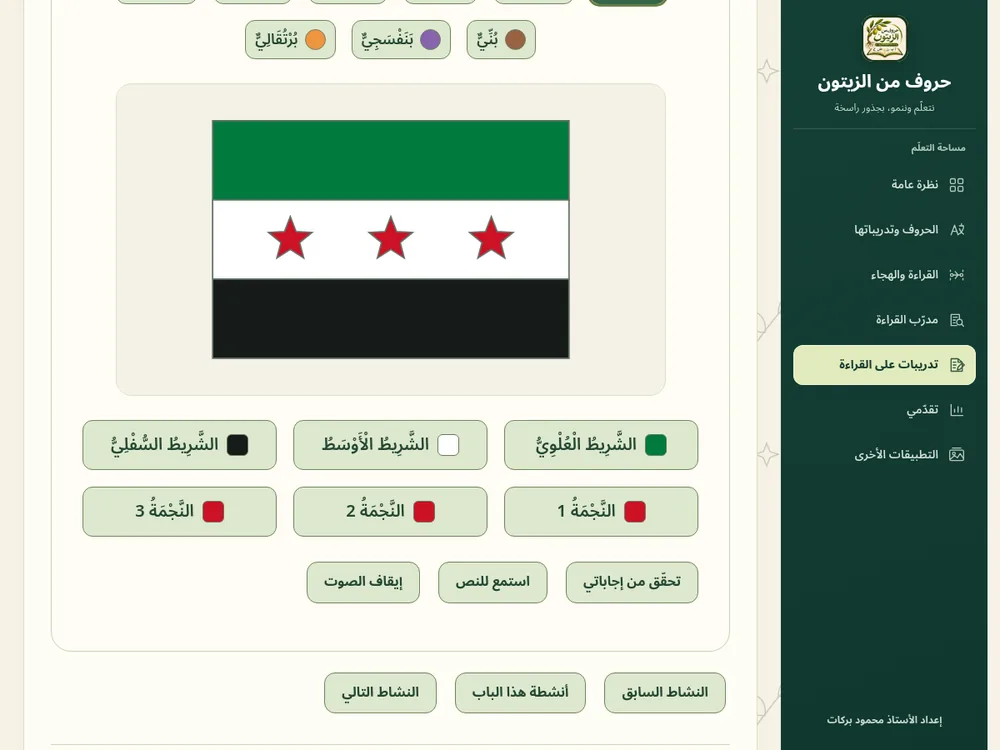 حروف من الزيتون
نتعلّم وننمو، بجذور راسخة
مساحة التعلّم
نظرة عامة
الحروف وتدريباتها
القراءة والهجاء
مدرّب القراءة
تدريبات على القراءة
تقدّمي
التطبيقات الأخرى
إعداد الأستاذ محمود بركات
بُنِّيٌّ
بَنَفْسَجِيٌّ
بُرْتُقَالِيٌّ
الشَّرِيطُ الْعُلْوِيُّ
الشَّرِيطُ الْأَوْسَطُ
الشَّرِيطُ السُّفْلِيُّ
النَّجْمَةُ 1
النَّجْمَةُ 2
النَّجْمَةُ 3
تحقّق من إجاباتي
استمع للنص
إيقاف الصوت
النشاط السابق
أنشطة هذا الباب
النشاط التالي